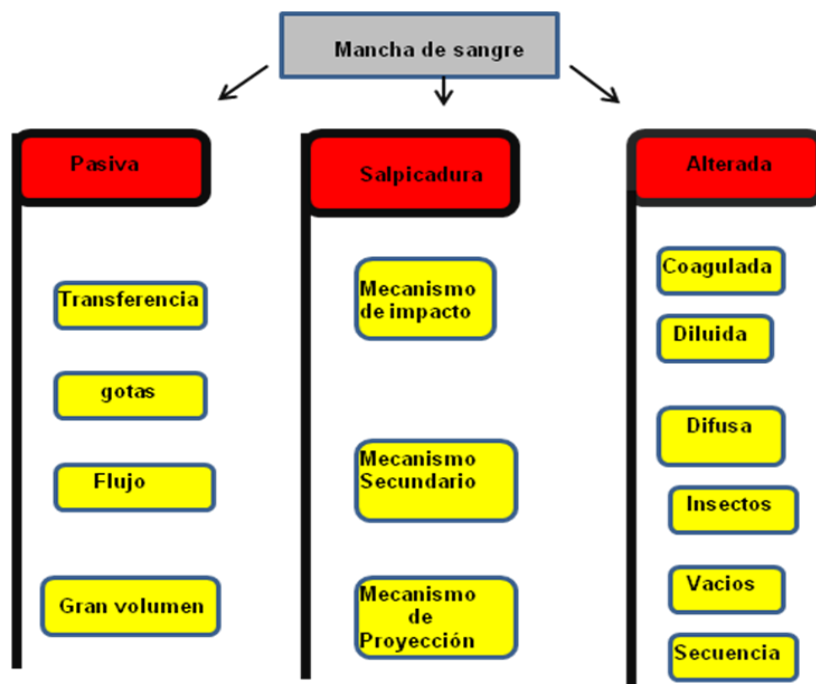 Mancha de sangre
Pasiva
Transferencia
gotas
Flujo
Gran volumen
Salpicadura
Mecanismo
de impacto
Mecanismo
Secundario
Mecanismo
de
Proyección
Alterada
Coagulada
Diluida
Difusa
Insectos
Vacios
Secuencia